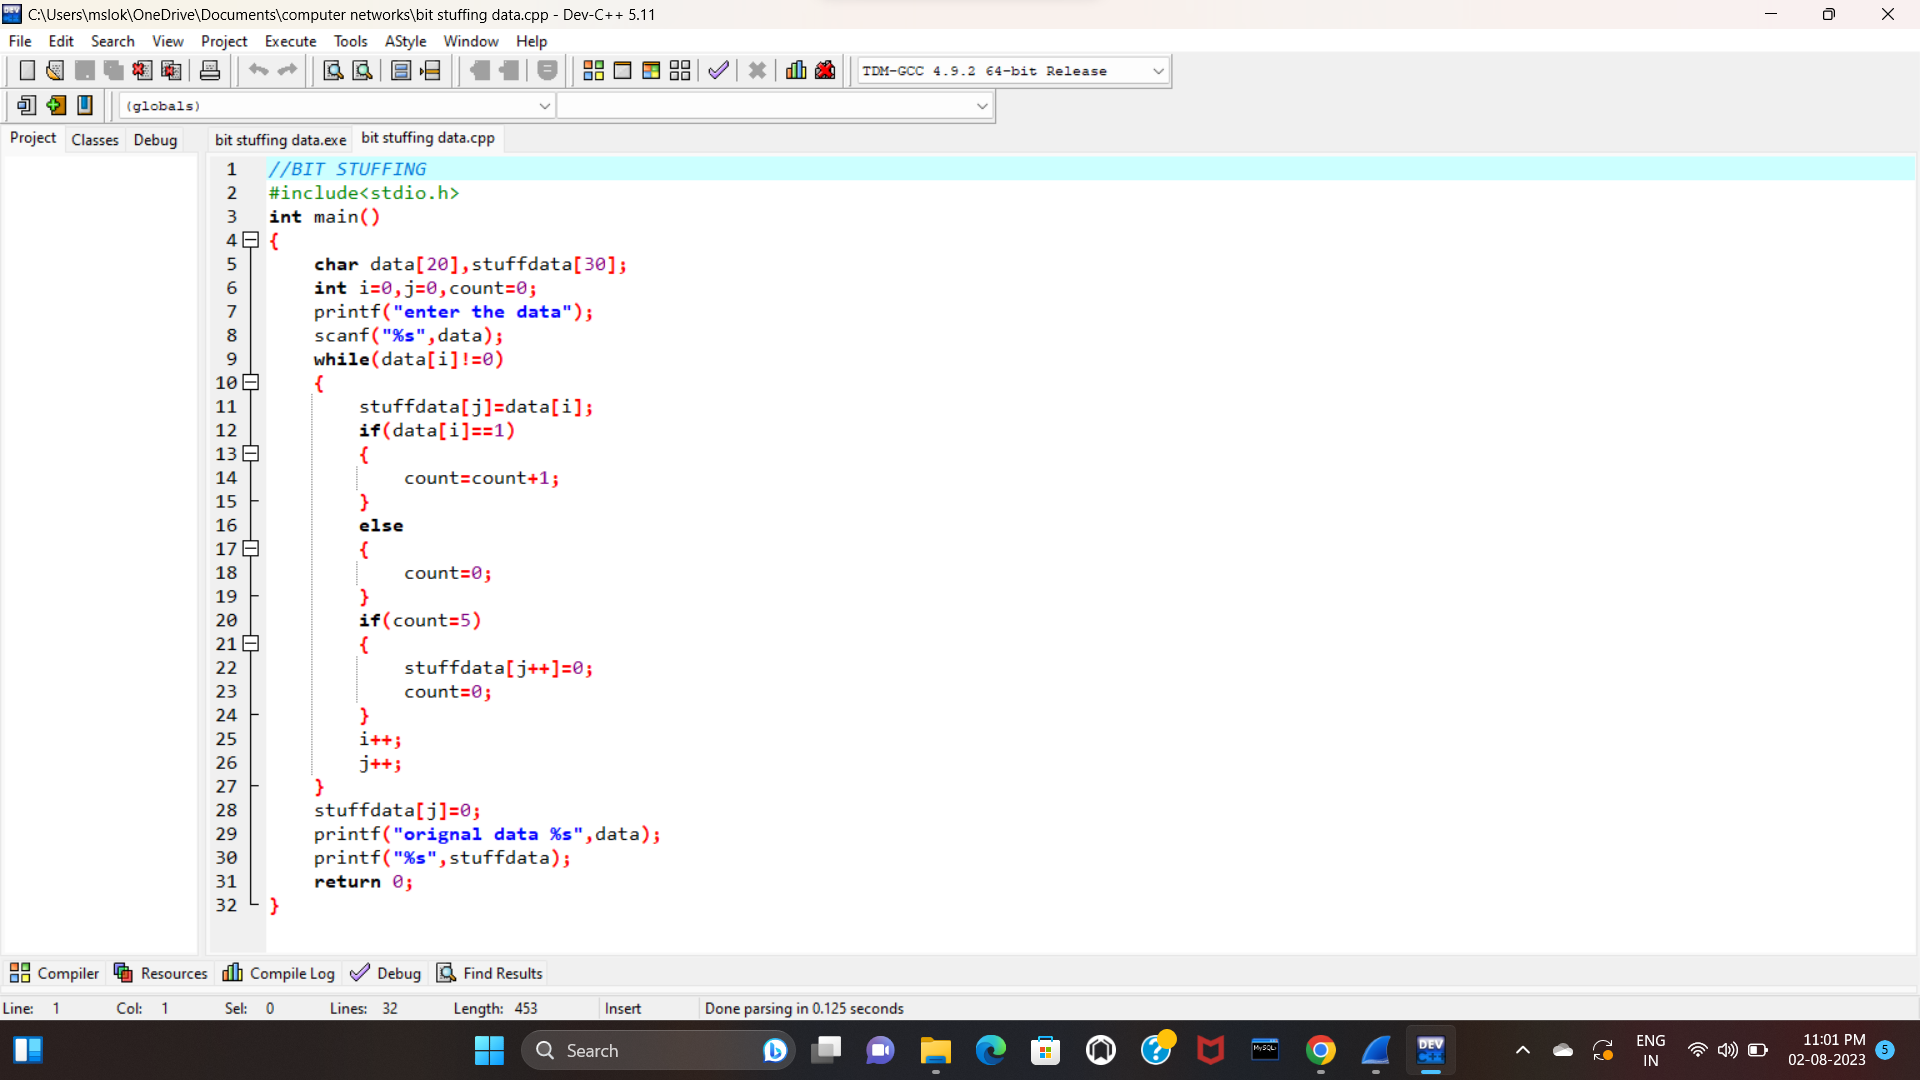 C:\Users\mslok\OneDrive\Documents\computer networks\bit stuffing data.cpp - Dev-C++ 5.11
File Edit Search View Project Execute Tools AStyle Window Help
TDM-GCC 4.9.2 64-bit Release
(globals)
Project Classes Debug bit stuffing data.exe bit stuffing data.cpp
1 //BIT STUFFING
2 #include<stdio.h>
3 int main()
4 {
5 char data[20],stuffdata[30];
6 int i=0,j=0,count=0;
7 printf("enter the data");
8 scanf("%s",data);
9 while(data[i]!=0)
10 {
11 stuffdata[j]=data[i];
12 if(data[i]==1)
13 {
14 count=count+1;
15 }
16 else
17 {
18 count=0;
19 }
20 if(count=5)
21 {
22 stuffdata[j++]=0;
23 count=0;
24 }
25 i++;
26 j++;
27 }
28 stuffdata[j]=0;
29 printf("orignal data %s",data);
30 printf("%s",stuffdata);
31 return 0;
32 }
Compiler Resources Compile Log Debug Find Results
Line: 1 Col: 1 Sel: 0 Lines: 32 Length: 453 Insert Done parsing in 0.125 seconds
Search
MySQL
DEV C++
ENG
IN
11:01 PM
02-08-2023
5